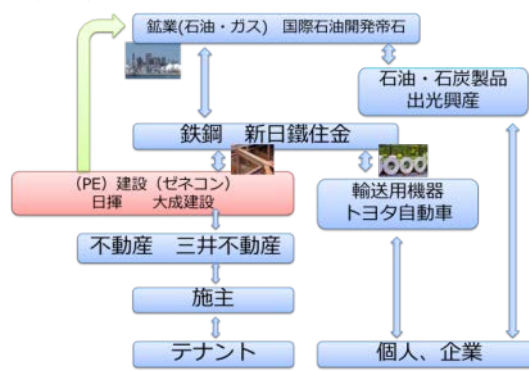 鉱業(石油・ガス) 国際石油開発帝石
石油・石炭製品
出光興産
鉄鋼 新日鐵住金
(PE)建設(ゼネコン)
日揮 大成建設
輸送用機器
トヨタ自動車
不動産 三井不動産
施主
テナント
個人、企業